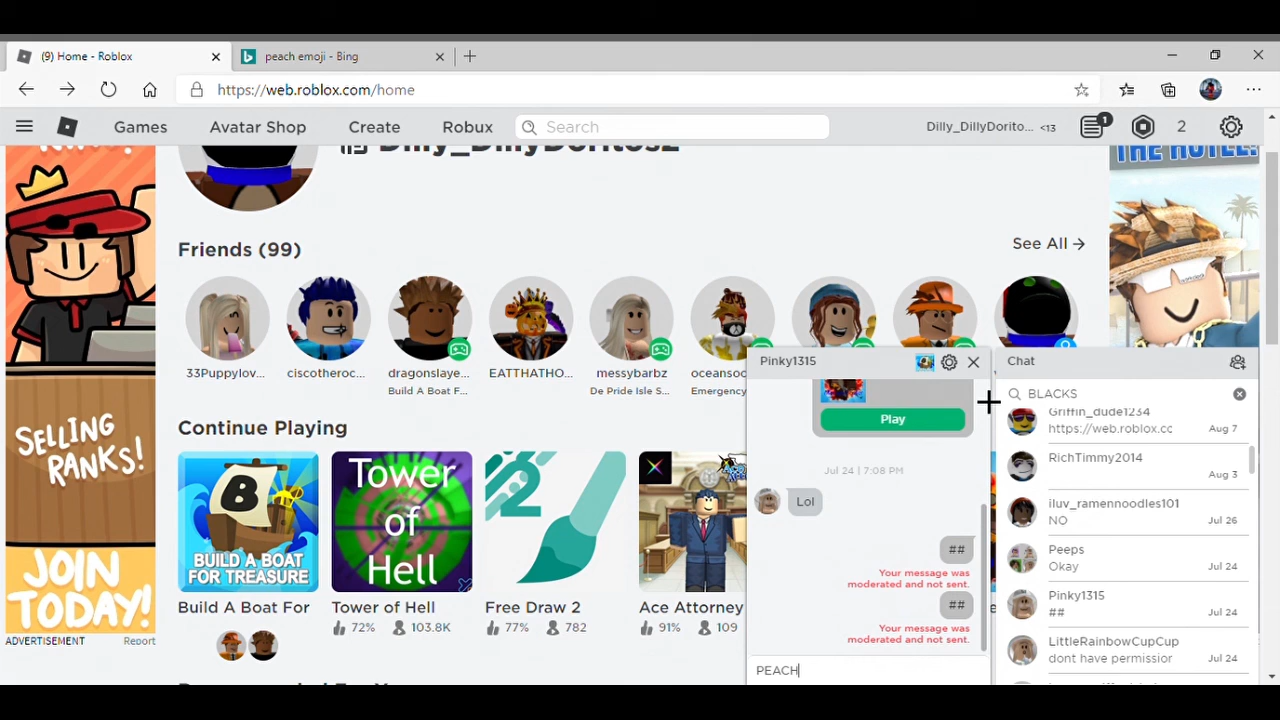 (9) Home - Roblox
peach emoji - Bing
https://web.roblox.com/home
Games
Avatar Shop
Create
Robux
Search
Dilly_DillyDorito... <13
1
2
Dilly_DillyDoritos2
THE HOTEL!
Friends (99)
See All →
33Puppylov...
ciscotheroc...
dragonslaye...
Build A Boat F...
EATTHATHO...
messybarbz
De Pride Isle S...
oceansoo
Emergency
Continue Playing
B
BUILD A BOAT
FOR TREASURE
Build A Boat For
Tower
of
Hell
Tower of Hell
72% 103.8K
2
Free Draw 2
77% 782
Ace Attorney
91% 109
SELLING
RANKS!
JOIN
TODAY!
ADVERTISEMENT
Report
Pinky1315
Play
Jul 24 | 7:08 PM
Lol
##
Your message was
moderated and not sent.
##
Your message was
moderated and not sent.
PEACH
Chat
BLACKS
Griffin_dude1234
https://web.roblox.cc
Aug 7
RichTimmy2014
Aug 3
iluv_ramennoodles101
NO
Jul 26
Peeps
Okay
Jul 24
Pinky1315
##
Jul 24
LittleRainbowCupCup
dont have permissior
Jul 24